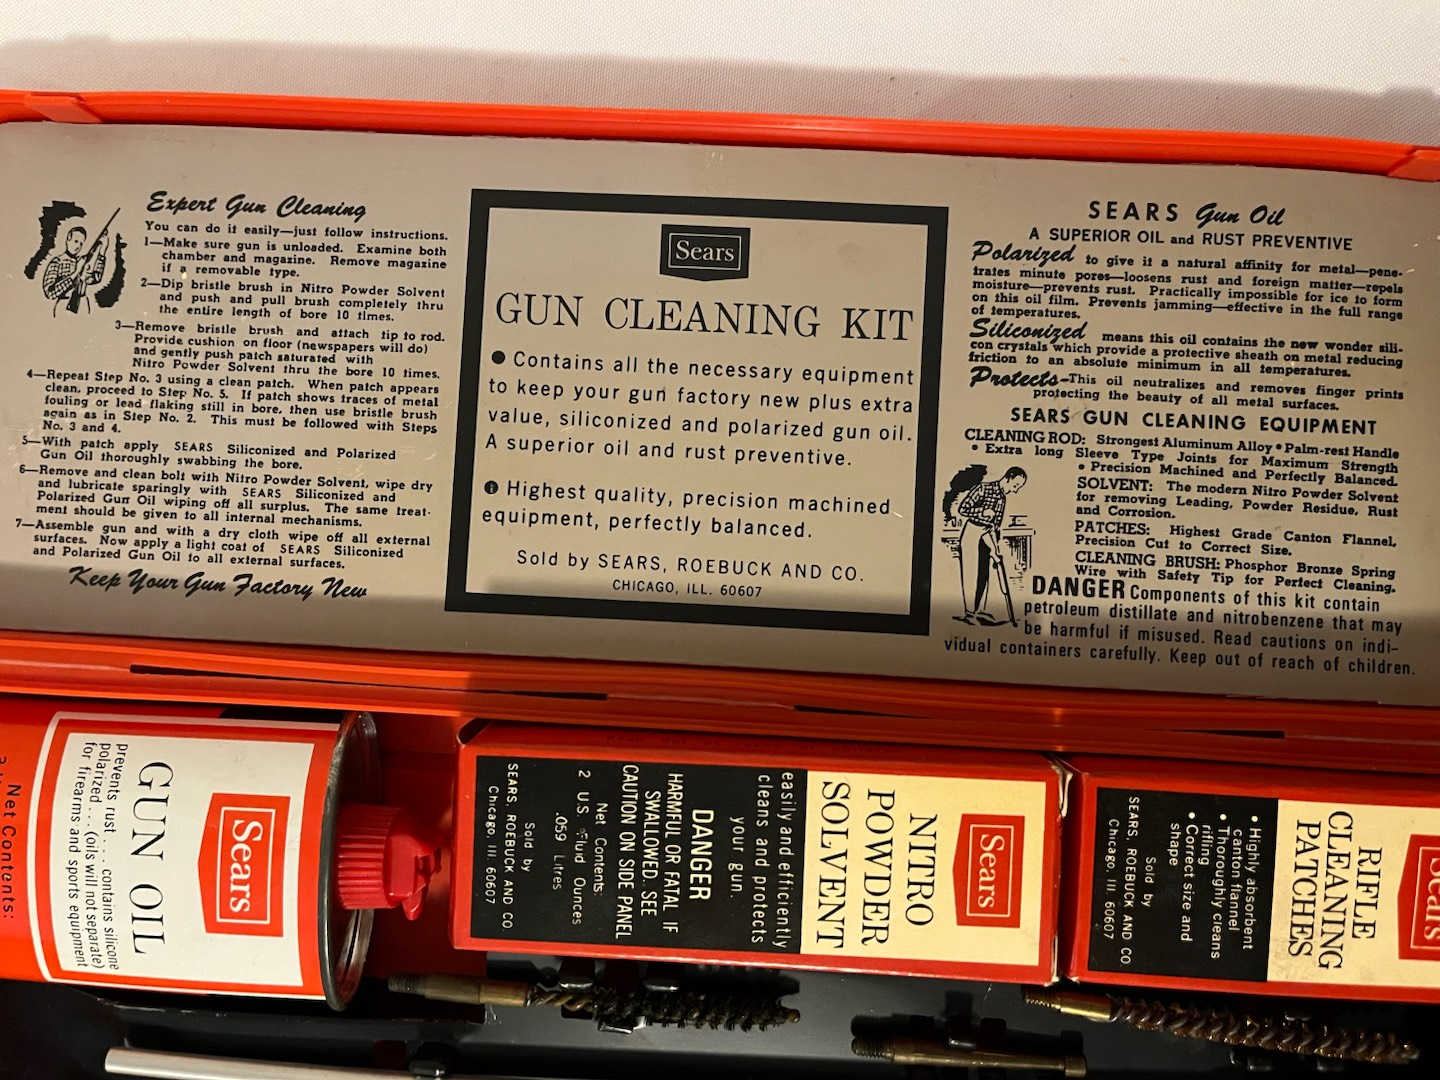 Expert Gun Cleaning
You can do it easily—just follow instructions.
1—Make sure gun is unloaded. Examine both
chamber and magazine. Remove magazine
if a removable type.
2—Dip bristle brush in Nitro Powder Solvent
and push and pull brush completely thru
the entire length of bore 10 times.
3—Remove bristle brush and attach tip to rod.
Provide cushion on floor (newspapers will do)
and gently push patch saturated with
Nitro Powder Solvent thru the bore 10 times.
4—Repeat Step No. 3 using a clean patch. When patch appears
clean, proceed to Step No. 5. If patch shows traces of metal
fouling or lead flaking still in bore, then use bristle brush
again as in Step No. 2. This must be followed with Steps
No. 3 and 4.
5—With patch apply SEARS Siliconized and Polarized
Gun Oil thoroughly swabbing the bore.
6—Remove and clean bolt with Nitro Powder Solvent, wipe dry
and lubricate sparingly with SEARS Siliconized and
Polarized Gun Oil wiping off all surplus. The same treat-
ment should be given to all internal mechanisms.
7—Assemble gun and with a dry cloth wipe off all external
surfaces. Now apply a light coat of SEARS Siliconized
and Polarized Gun Oil to all external surfaces.
Keep Your Gun Factory New
Sears
GUN CLEANING KIT
● Contains all the necessary equipment
to keep your gun factory new plus extra
value, siliconized and polarized gun oil.
A superior oil and rust preventive.
● Highest quality, precision machined
equipment, perfectly balanced.
Sold by SEARS, ROEBUCK AND CO.
CHICAGO, ILL. 60607
SEARS Gun Oil
A SUPERIOR OIL and RUST PREVENTIVE
Polarized to give it a natural affinity for metal—pene-
trates minute pores—loosens rust and foreign matter—repels
moisture—prevents rust. Practically impossible for ice to form
on this oil film. Prevents jamming—effective in the full range
of temperatures.
Siliconized means this oil contains the new wonder sili-
con crystals which provide a protective sheath on metal reducing
friction to an absolute minimum in all temperatures.
Protects—This oil neutralizes and removes finger prints
protecting the beauty of all metal surfaces.
SEARS GUN CLEANING EQUIPMENT
CLEANING ROD: Strongest Aluminum Alloy • Palm-rest Handle
• Extra long Sleeve Type Joints for Maximum Strength
• Precision Machined and Perfectly Balanced.
SOLVENT: The modern Nitro Powder Solvent
for removing Leading, Powder Residue, Rust
and Corrosion.
PATCHES: Highest Grade Canton Flannel,
Precision Cut to Correct Size.
CLEANING BRUSH: Phosphor Bronze Spring
Wire with Safety Tip for Perfect Cleaning.
DANGER Components of this kit contain
petroleum distillate and nitrobenzene that may
be harmful if misused. Read cautions on indi-
vidual containers carefully. Keep out of reach of children.
Sears
GUN OIL
prevents rust . . . contains silicone
polarized . . . (oils will not separate)
for firearms and sports equipment
Net Contents:
Sears
NITRO
POWDER
SOLVENT
easily and efficiently
cleans and protects
your gun.
DANGER
HARMFUL OR FATAL IF
SWALLOWED. SEE
CAUTION ON SIDE PANEL
Net Contents:
2 U.S. Fluid Ounces
.059 Litres
Sold by
SEARS, ROEBUCK AND CO.
Chicago, Ill. 60607
Sears
RIFLE
CLEANING
PATCHES
• Highly absorbent
canton flannel
• Thoroughly cleans
rifling
• Correct size and
shape
Sold by
SEARS, ROEBUCK AND CO.
Chicago, Ill. 60607